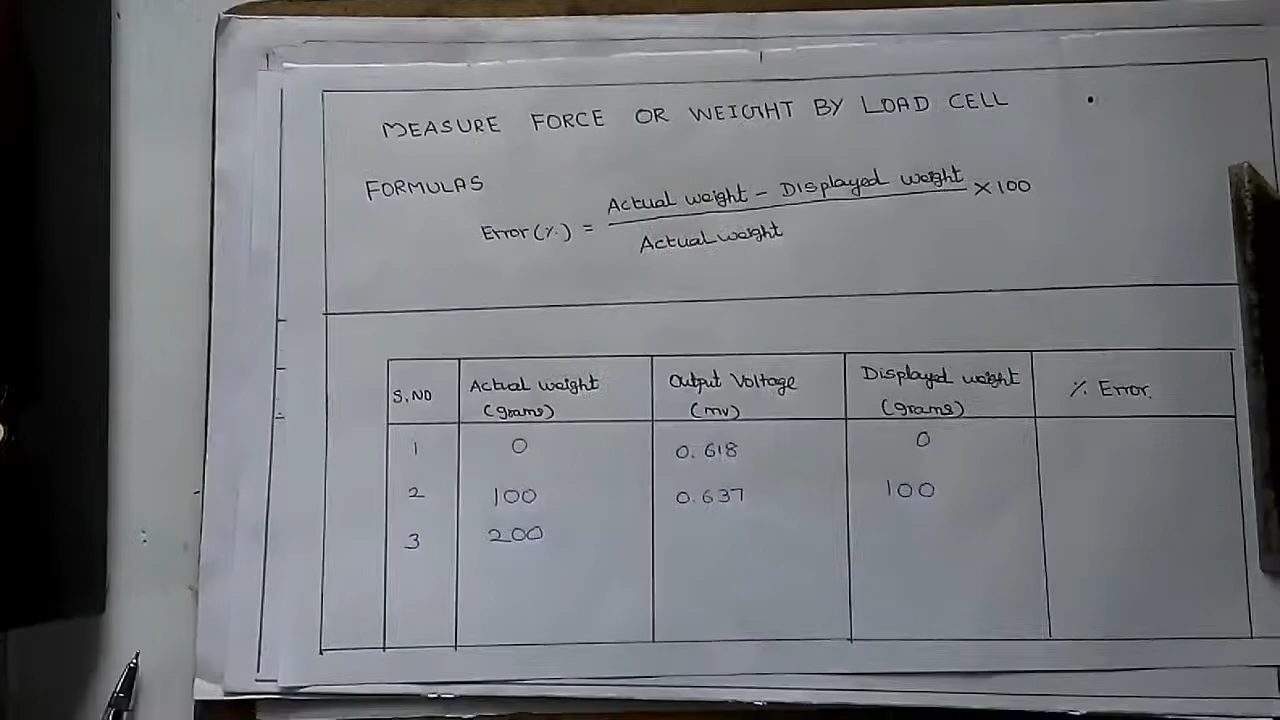 MEASURE FORCE OR WEIGHT BY LOAD CELL
FORMULAS
Error (%) = Actual weight - Displayed weight / Actual weight × 100
S.NO Actual weight (grams) Output Voltage (mv) Displayed weight (grams) % Error.
1 0 0.618 0
2 100 0.637 100
3 200